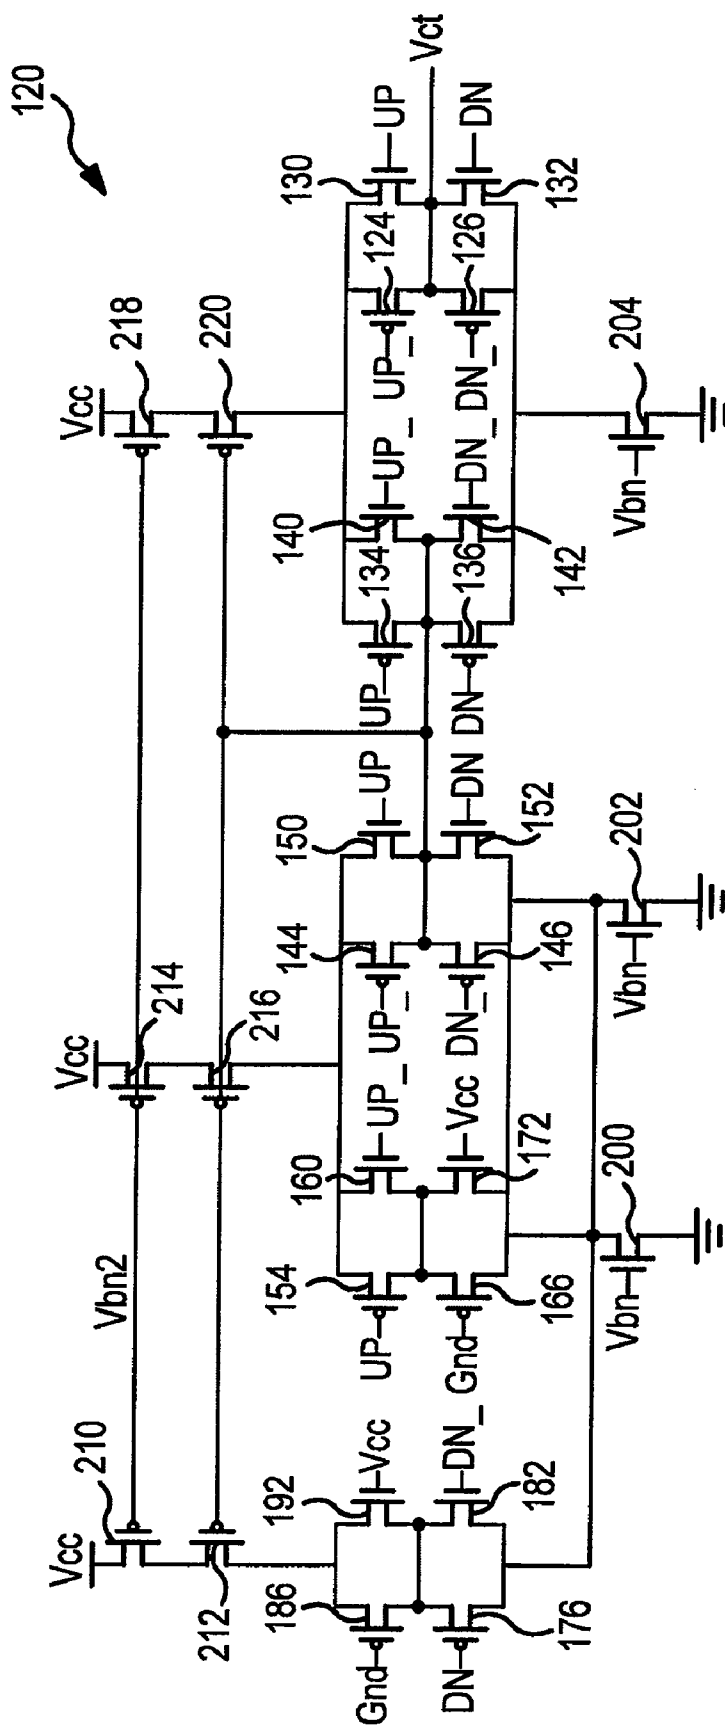 120
Vcc
218
220
Vcc
214
216
Vbn2
Vcc
210
212
Vct
UP
130
124
UP_
UP_
140
134
UP
UP
150
144
UP_
UP_
160
154
UP
Vcc
192
186
Gnd
DN
132
126
DN_
DN_
142
136
DN
DN
152
146
DN_
Vcc
172
166
Gnd
DN_
182
176
DN
204
Vbn
202
Vbn
200
Vbn